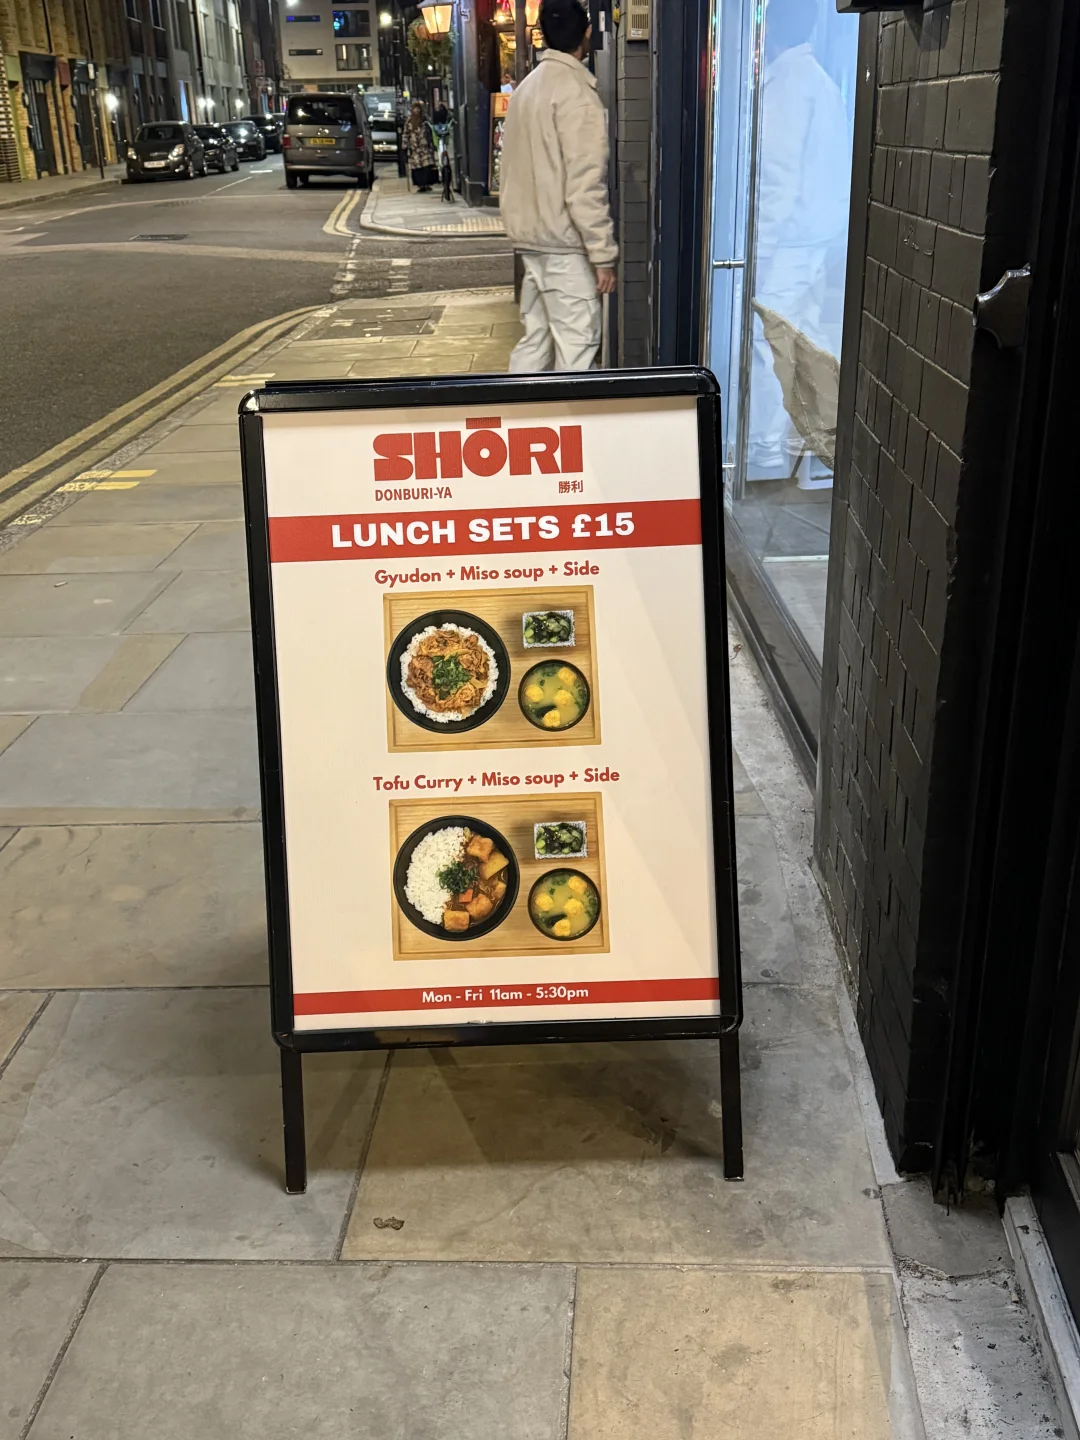 SHŌRI
DONBURI-YA 勝利
LUNCH SETS £15
Gyudon + Miso soup + Side
Tofu Curry + Miso soup + Side
Mon - Fri 11am - 5:30pm